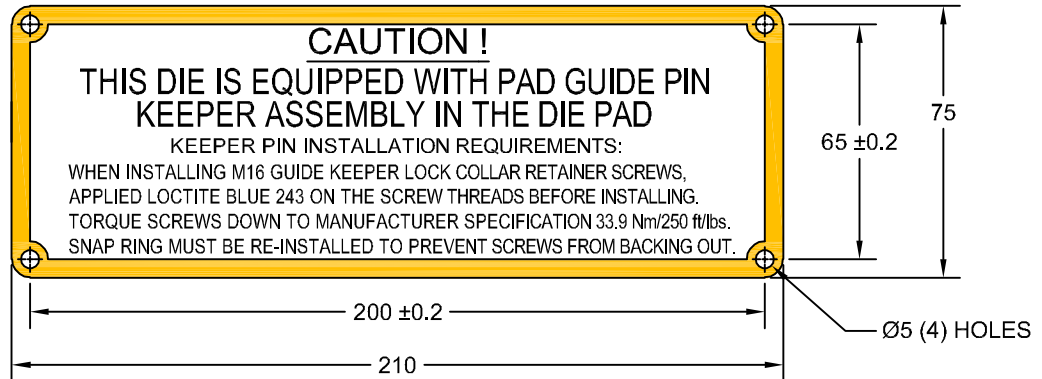 CAUTION !
THIS DIE IS EQUIPPED WITH PAD GUIDE PIN
KEEPER ASSEMBLY IN THE DIE PAD
KEEPER PIN INSTALLATION REQUIREMENTS:
WHEN INSTALLING M16 GUIDE KEEPER LOCK COLLAR RETAINER SCREWS,
APPLIED LOCTITE BLUE 243 ON THE SCREW THREADS BEFORE INSTALLING.
TORQUE SCREWS DOWN TO MANUFACTURER SPECIFICATION 33.9 Nm/250 ft/lbs.
SNAP RING MUST BE RE-INSTALLED TO PREVENT SCREWS FROM BACKING OUT.
65 ±0.2
75
200 ±0.2
Ø5 (4) HOLES
210